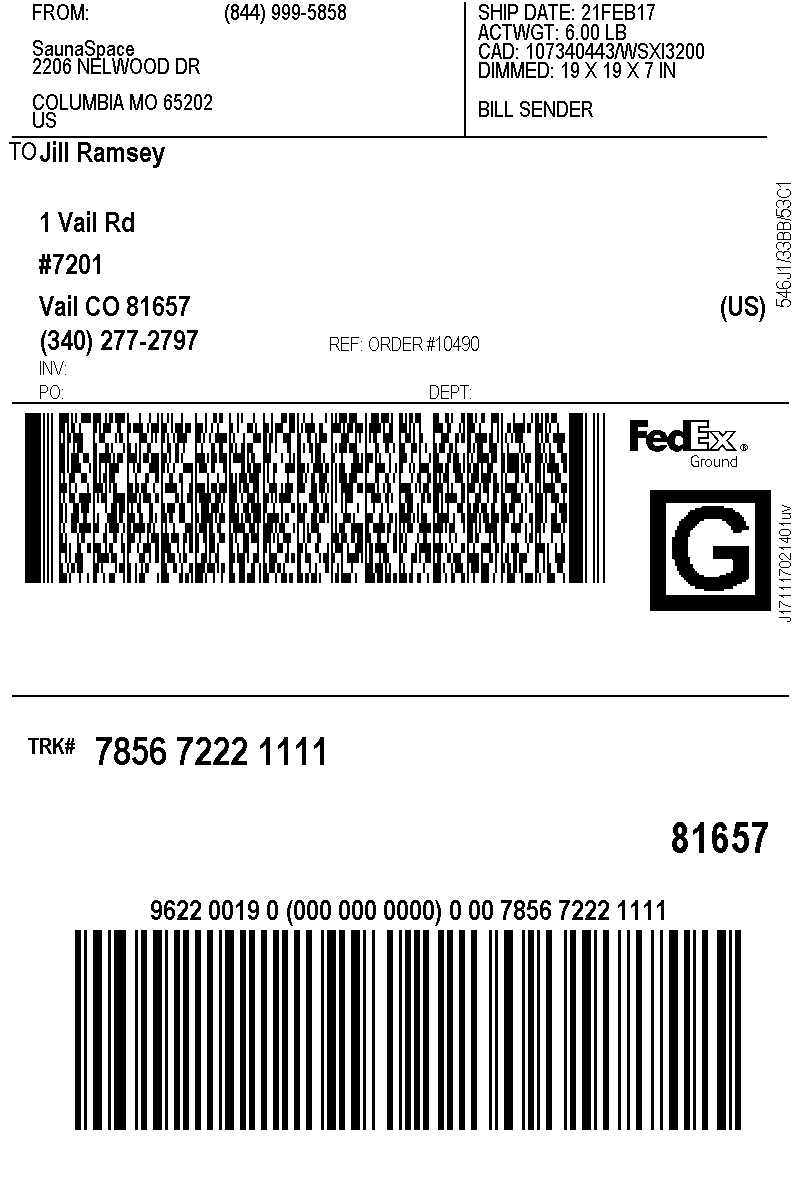 FROM: (844) 999-5858
SaunaSpace
2206 NELWOOD DR
COLUMBIA MO 65202
US
SHIP DATE: 21FEB17
ACTWGT: 6.00 LB
CAD: 107340443/WSXI3200
DIMMED: 19 X 19 X 7 IN
BILL SENDER
TO Jill Ramsey
1 Vail Rd
#7201
Vail CO 81657 (US)
(340) 277-2797 REF: ORDER #10490
INV:
PO: DEPT:
546J1/33BB/53C1
FedEx®
Ground
G
J171117021401uv
TRK# 7856 7222 1111
81657
9622 0019 0 (000 000 0000) 0 00 7856 7222 1111